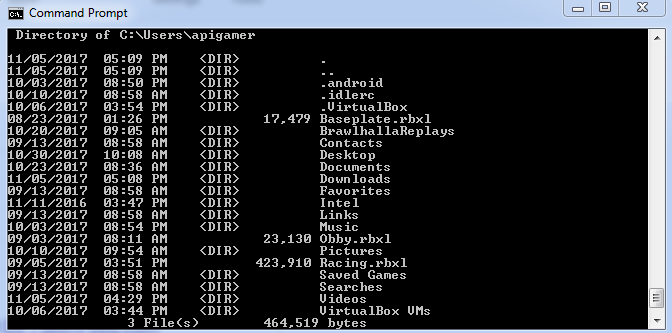 Command Prompt
Directory of C:\Users\apigamer
11/05/2017  05:09 PM    <DIR>          .
11/05/2017  05:09 PM    <DIR>          ..
10/03/2017  08:50 PM    <DIR>          .android
10/10/2017  08:58 AM    <DIR>          .idlerc
10/06/2017  03:54 PM    <DIR>          .VirtualBox
08/23/2017  01:26 PM            17,479 Baseplate.rbxl
10/20/2017  09:05 AM    <DIR>          BrawlhallaReplays
09/13/2017  08:58 AM    <DIR>          Contacts
10/30/2017  10:08 AM    <DIR>          Desktop
10/23/2017  08:36 AM    <DIR>          Documents
11/05/2017  05:08 PM    <DIR>          Downloads
09/13/2017  08:58 AM    <DIR>          Favorites
11/11/2016  03:47 PM    <DIR>          Intel
09/13/2017  08:58 AM    <DIR>          Links
10/03/2017  08:54 PM    <DIR>          Music
09/03/2017  08:11 AM            23,130 Obby.rbxl
10/10/2017  09:54 AM    <DIR>          Pictures
09/05/2017  03:51 PM           423,910 Racing.rbxl
09/13/2017  08:58 AM    <DIR>          Saved Games
09/13/2017  08:58 AM    <DIR>          Searches
11/05/2017  04:29 PM    <DIR>          Videos
10/06/2017  03:44 PM    <DIR>          VirtualBox VMs
3 File(s)        464,519 bytes